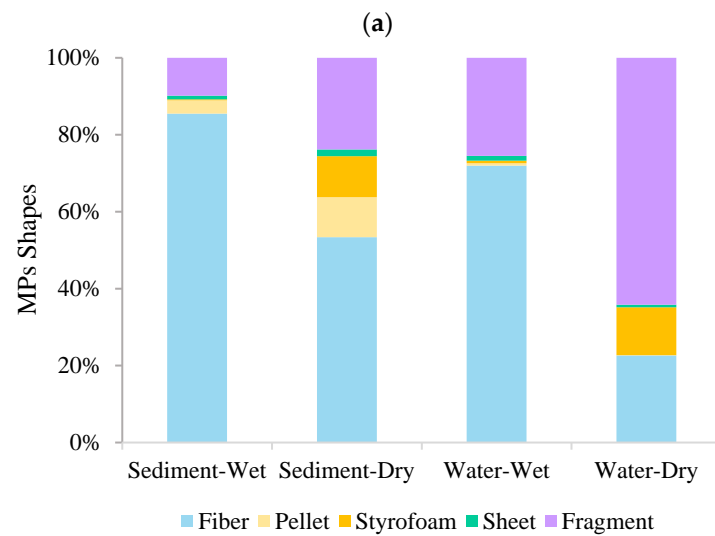 (a)
100%
80%
60%
40%
20%
0%
MPs Shapes
Sediment-Wet Sediment-Dry Water-Wet Water-Dry
Fiber Pellet Styrofoam Sheet Fragment